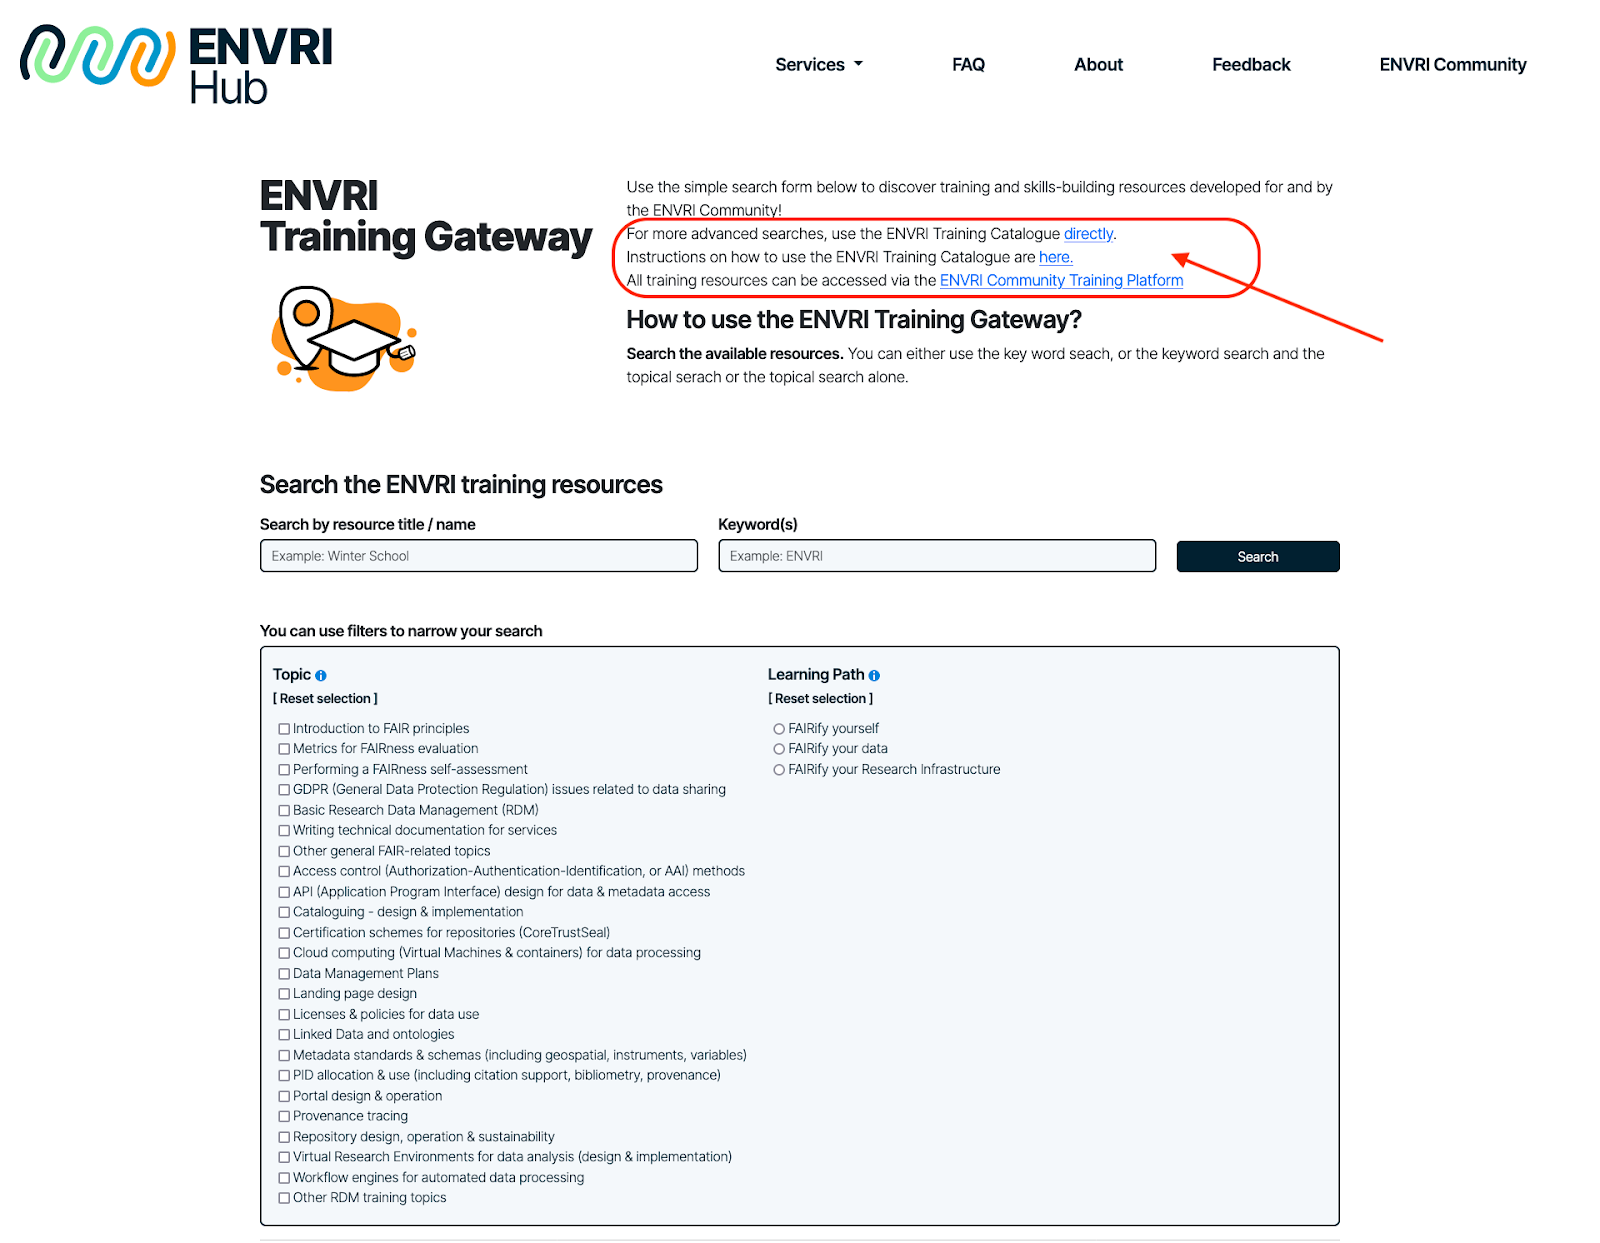 ENVRI
Hub
Services
FAQ
About
Feedback
ENVRI Community
ENVRI
Training Gateway
Use the simple search form below to discover training and skills-building resources developed for and by
the ENVRI Community!
For more advanced searches, use the ENVRI Training Catalogue directly.
Instructions on how to use the ENVRI Training Catalogue are here.
All training resources can be accessed via the ENVRI Community Training Platform
How to use the ENVRI Training Gateway?
Search the available resources. You can either use the key word seach, or the keyword search and the
topical serach or the topical search alone.
Search the ENVRI training resources
Search by resource title / name
Example: Winter School
Keyword(s)
Example: ENVRI
Search
You can use filters to narrow your search
Topic
[ Reset selection ]
Introduction to FAIR principles
Metrics for FAIRness evaluation
Performing a FAIRness self-assessment
GDPR (General Data Protection Regulation) issues related to data sharing
Basic Research Data Management (RDM)
Writing technical documentation for services
Other general FAIR-related topics
Access control (Authorization-Authentication-Identification, or AAI) methods
API (Application Program Interface) design for data & metadata access
Cataloguing - design & implementation
Certification schemes for repositories (CoreTrustSeal)
Cloud computing (Virtual Machines & containers) for data processing
Data Management Plans
Landing page design
Licenses & policies for data use
Linked Data and ontologies
Metadata standards & schemas (including geospatial, instruments, variables)
PID allocation & use (including citation support, bibliometry, provenance)
Portal design & operation
Provenance tracing
Repository design, operation & sustainability
Virtual Research Environments for data analysis (design & implementation)
Workflow engines for automated data processing
Other RDM training topics
Learning Path
[ Reset selection ]
FAIRify yourself
FAIRify your data
FAIRify your Research Infrastructure